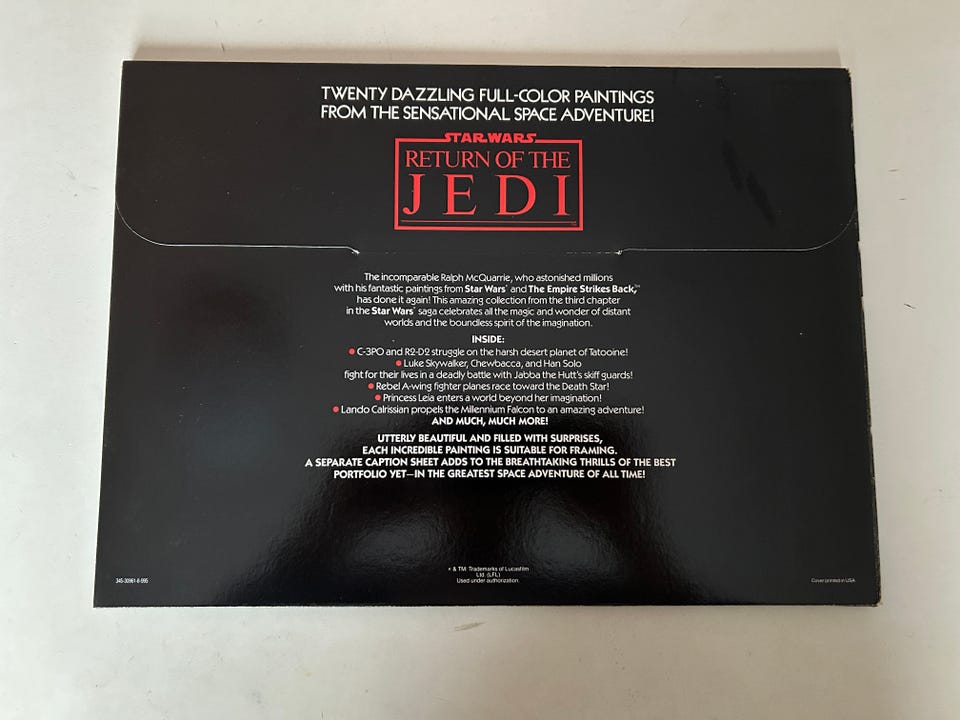 TWENTY DAZZLING FULL-COLOR PAINTINGS
FROM THE SENSATIONAL SPACE ADVENTURE!
STAR WARS
RETURN OF THE
JEDI
The incomparable Ralph McQuarrie, who astonished millions
with his fantastic paintings from Star Wars® and The Empire Strikes Back,™
has done it again! This amazing collection from the third chapter
in the Star Wars® saga celebrates all the magic and wonder of distant
worlds and the boundless spirit of the imagination.
INSIDE:
• C-3PO and R2-D2 struggle on the harsh desert planet of Tatooine!
• Luke Skywalker, Chewbacca, and Han Solo
fight for their lives in a deadly battle with Jabba the Hutt's skiff guards!
• Rebel A-wing fighter planes race toward the Death Star!
• Princess Leia enters a world beyond her imagination!
• Lando Calrissian propels the Millennium Falcon to an amazing adventure!
AND MUCH, MUCH MORE!
UTTERLY BEAUTIFUL AND FILLED WITH SURPRISES,
EACH INCREDIBLE PAINTING IS SUITABLE FOR FRAMING.
A SEPARATE CAPTION SHEET ADDS TO THE BREATHTAKING THRILLS OF THE BEST
PORTFOLIO YET—IN THE GREATEST SPACE ADVENTURE OF ALL TIME!
345-30961-8-995
* & TM: Trademarks of Lucasfilm
Ltd. (LFL)
Used under authorization.
Cover printed in USA